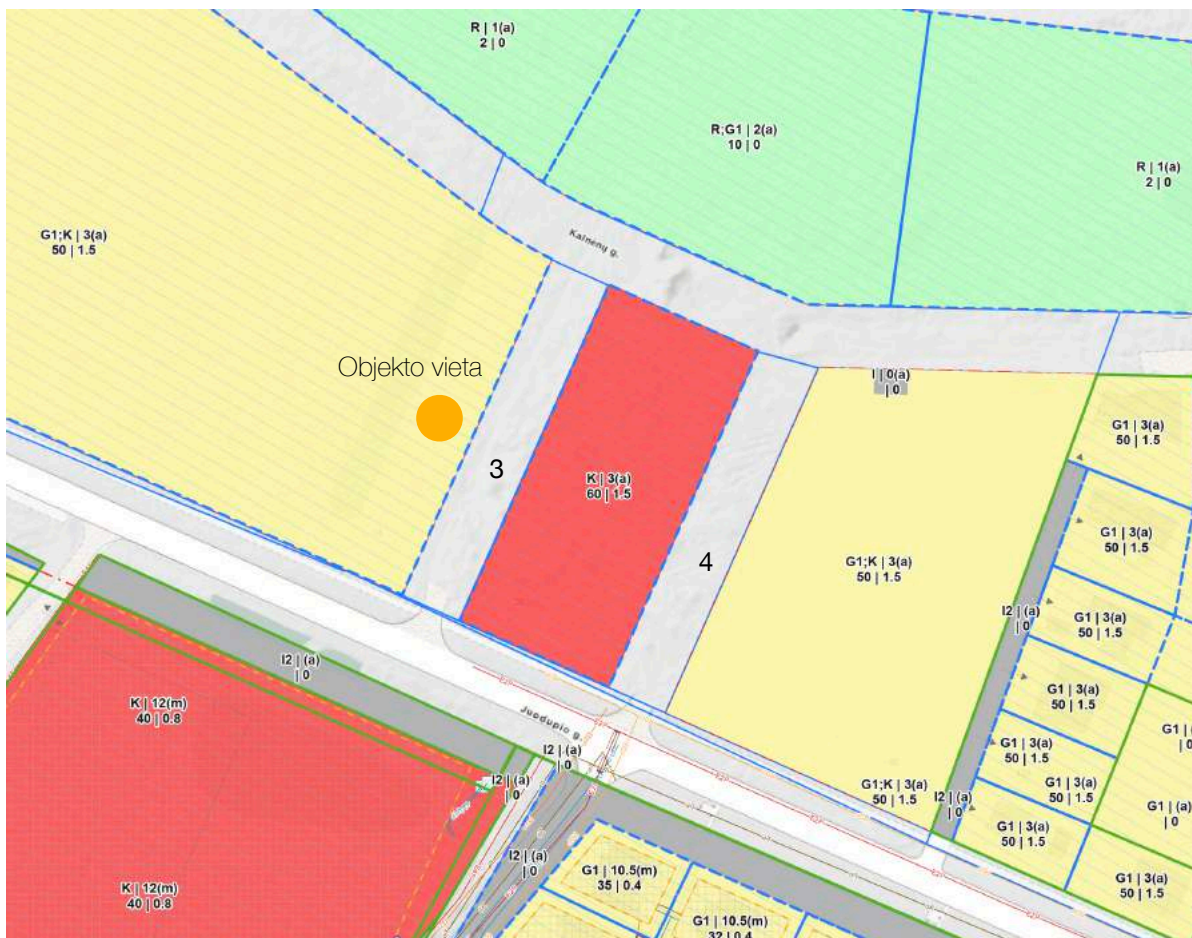 R | 1(a)
2 | 0
R;G1 | 2(a)
10 | 0
R | 1(a)
2 | 0
G1;K | 3(a)
50 | 1.5
Kalnėnų g.
Objekto vieta
I | 0(a)
| 0
G1 | 3(a)
50 | 1.5
3
K | 3(a)
60 | 1.5
4
G1;K | 3(a)
50 | 1.5
G1 | 3(a)
50 | 1.5
I2 | (a)
| 0
G1 | 3(a)
50 | 1.5
I2 | (a)
| 0
G1 | 3(a)
50 | 1.5
K | 12(m)
40 | 0.8
Juodupio g.
G1 | 3(a)
50 | 1.5
I2 | (a)
| 0
I2 | (a)
| 0
G1;K | 3(a)
50 | 1.5
G1 | 3(a)
50 | 1.5
I2 | (a)
| 0
G1 | (a)
| 0
G1 | 3(a)
50 | 1.5
I2 | (a)
| 0
K | 12(m)
40 | 0.8
G1 | 10.5(m)
35 | 0.4
G1 | 3(a)
50 | 1.5
G1 | 10.5(m)
32 | 0.4